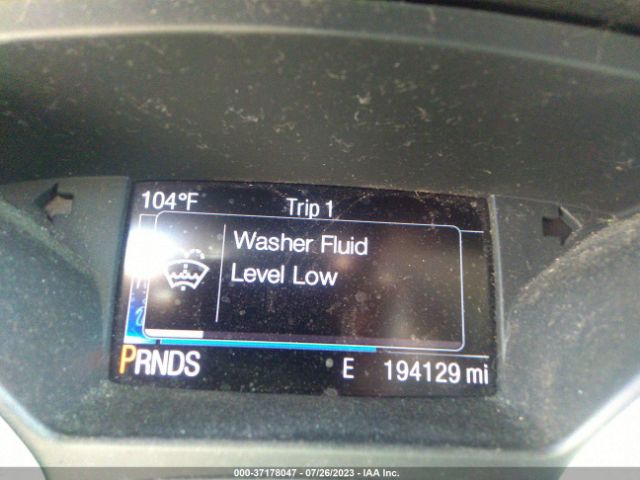 104°F
Trip 1
Washer Fluid
Level Low
PRNDS
E
194129 mi
000-37178047 - 07/26/2023 - IAA Inc.